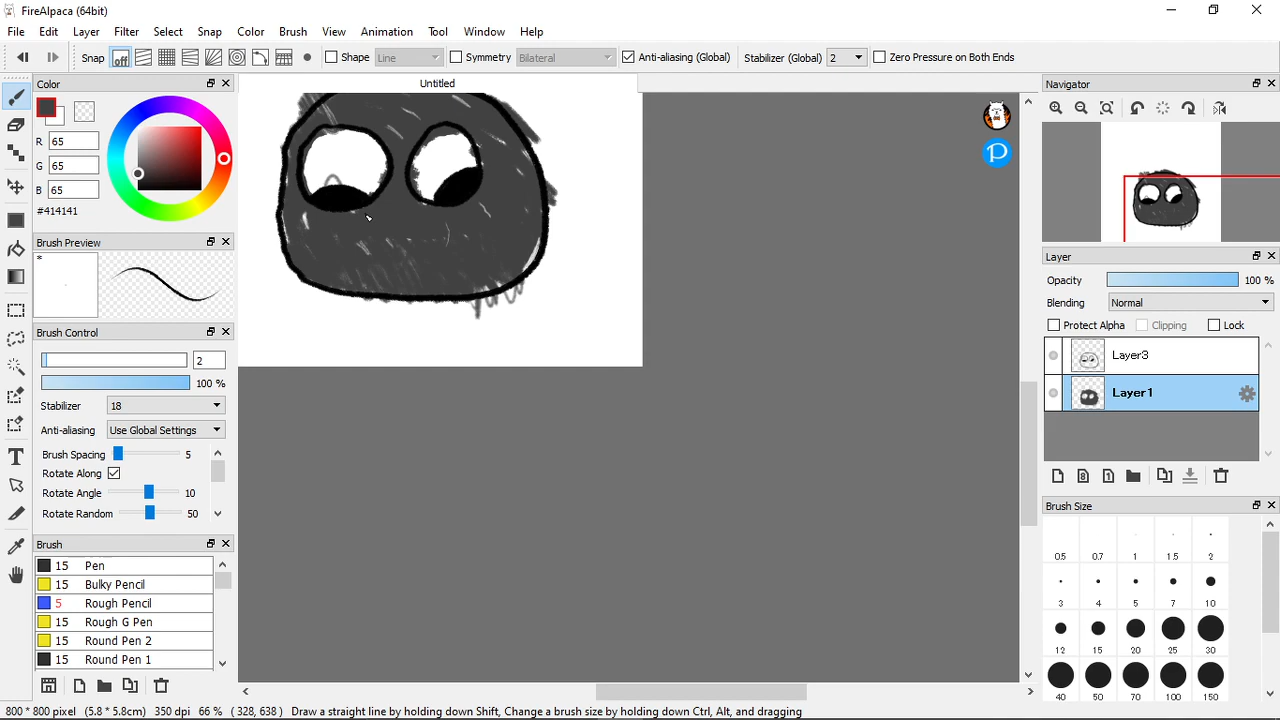 FireAlpaca (64bit)
File Edit Layer Filter Select Snap Color Brush View Animation Tool Window Help
Snap off Shape Line Symmetry Bilateral Anti-aliasing (Global) Stabilizer (Global) 2 Zero Pressure on Both Ends
Color
R 65
G 65
B 65
#414141
Brush Preview
*
Brush Control
2
100 %
Stabilizer 18
Anti-aliasing Use Global Settings
Brush Spacing 5
Rotate Along
Rotate Angle 10
Rotate Random 50
Brush
15 Pen
15 Bulky Pencil
5 Rough Pencil
15 Rough G Pen
15 Round Pen 2
15 Round Pen 1
Untitled
P
Navigator
Layer
Opacity 100 %
Blending Normal
Protect Alpha Clipping Lock
Layer3
Layer1
8 1
Brush Size
0.5 0.7 1 1.5 2
3 4 5 7 10
12 15 20 25 30
40 50 70 100 150
800 * 800 pixel (5.8 * 5.8cm) 350 dpi 66 % ( 328, 638 ) Draw a straight line by holding down Shift, Change a brush size by holding down Ctrl, Alt, and dragging